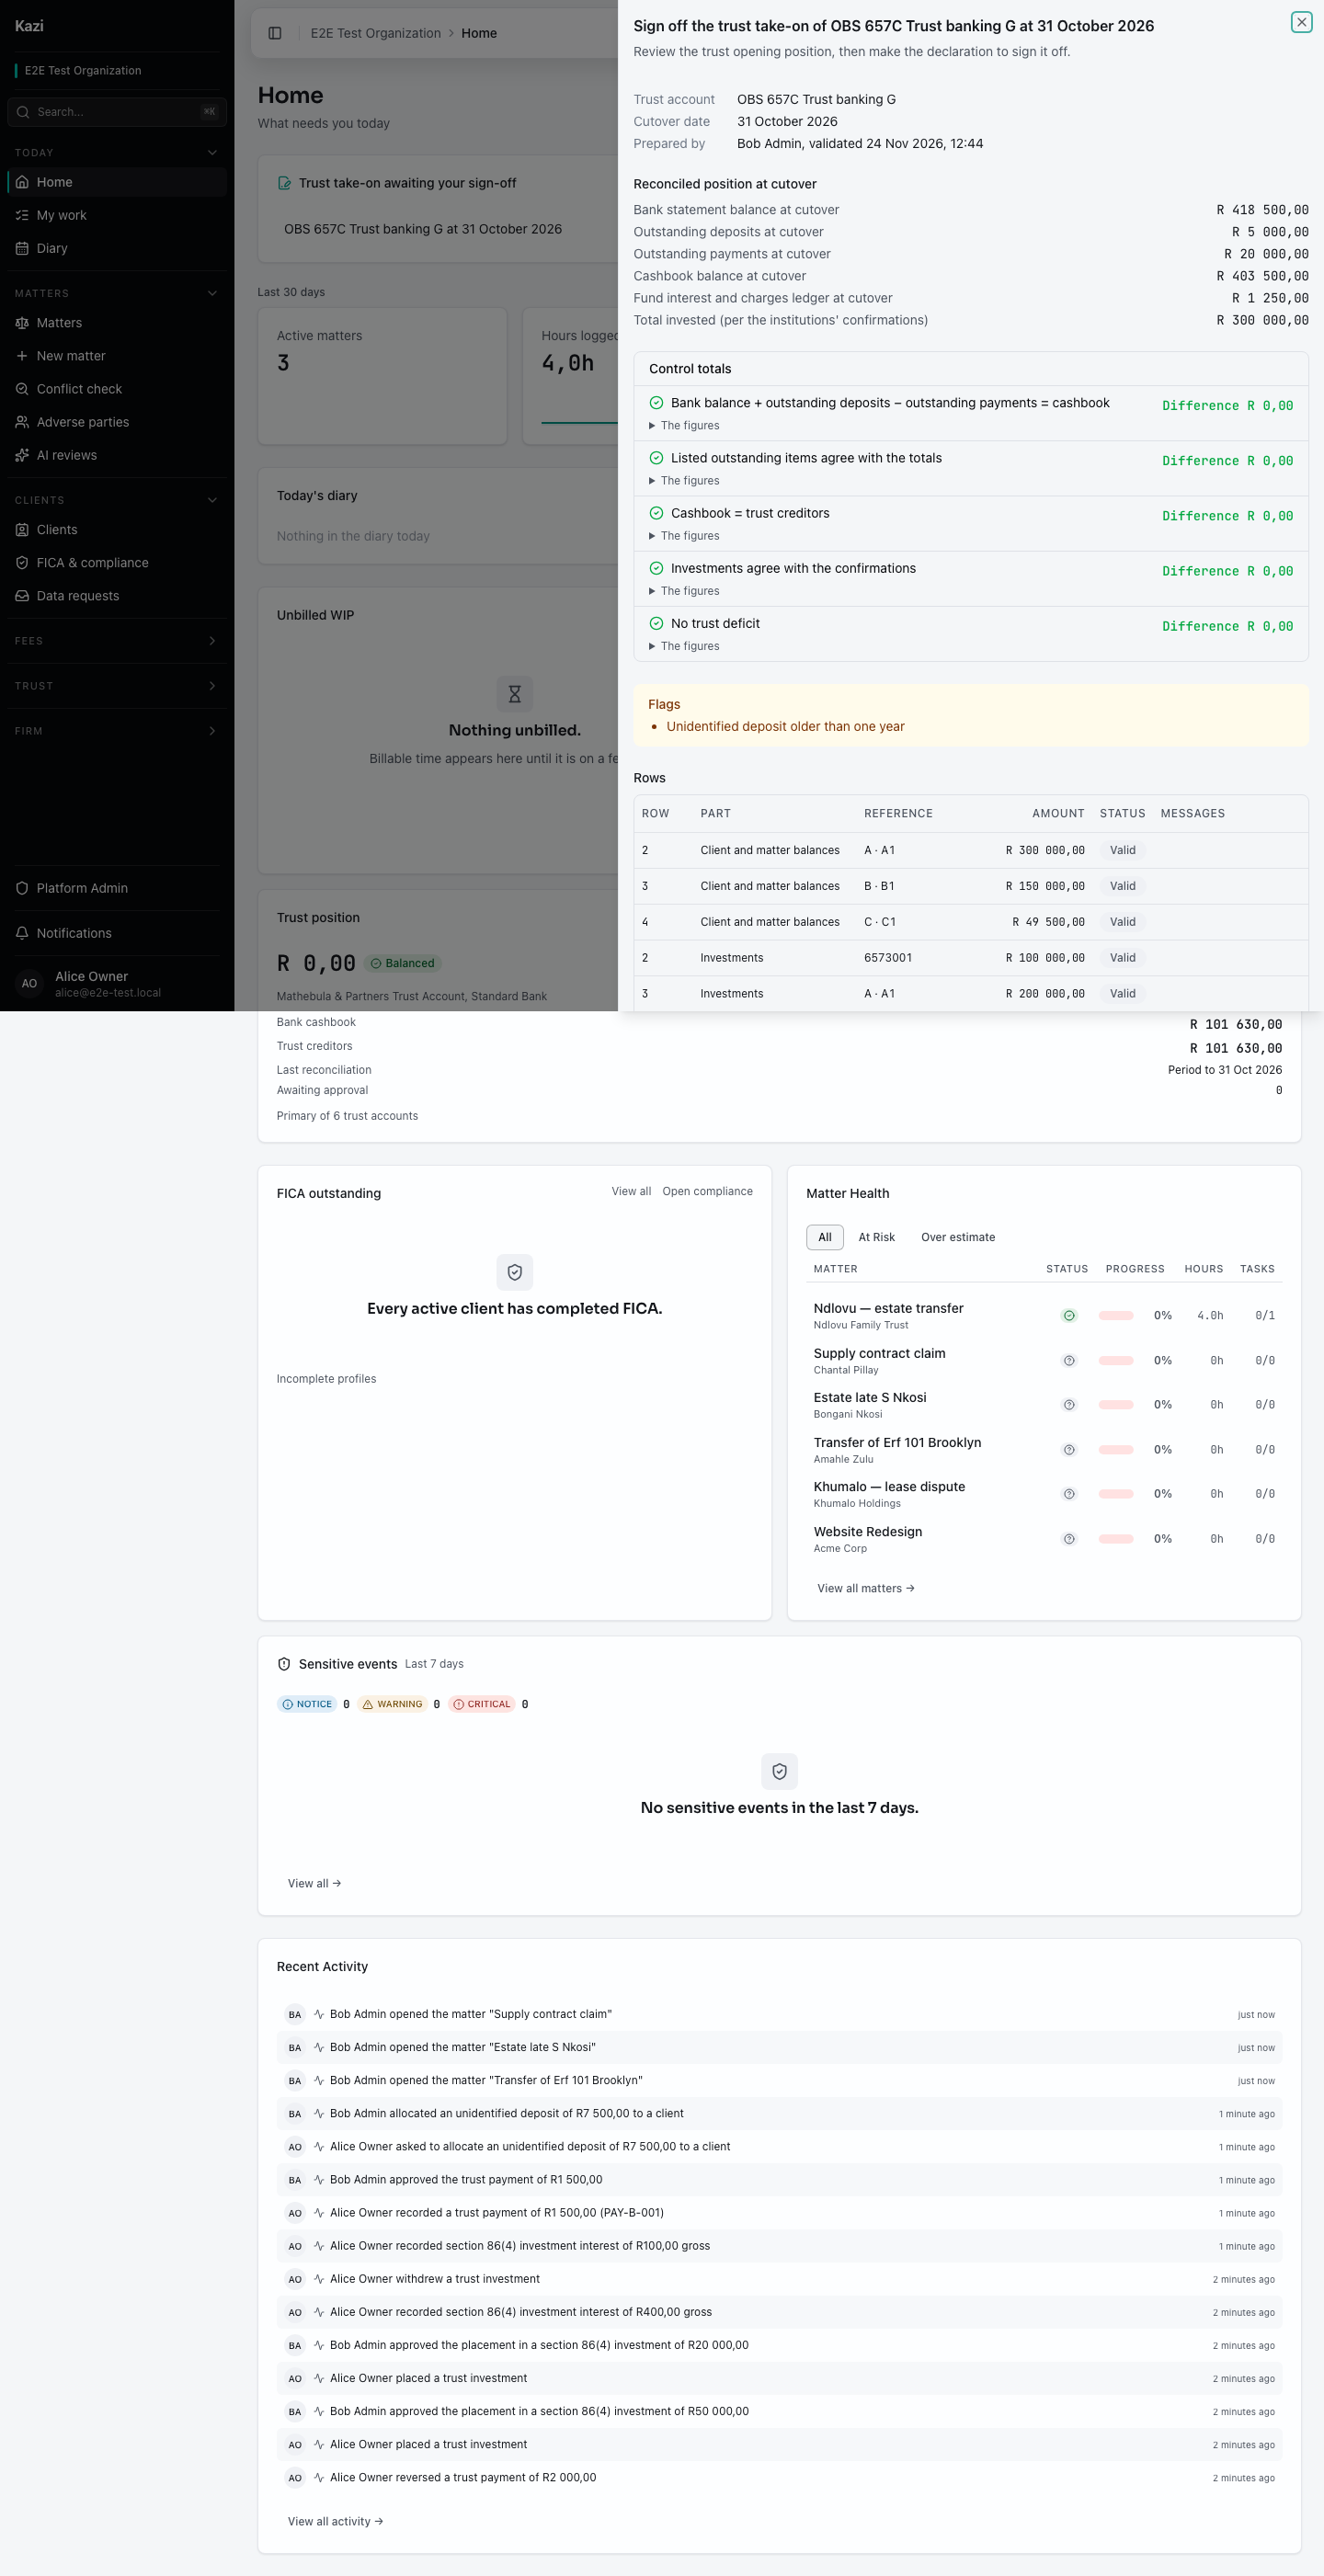 Kazi
E2E Test Organization
Search... ⌘K
TODAY
Home
My work
Diary
MATTERS
Matters
New matter
Conflict check
Adverse parties
AI reviews
CLIENTS
Clients
FICA & compliance
Data requests
FEES
TRUST
FIRM
Platform Admin
Notifications
AO Alice Owner
alice@e2e-test.local
E2E Test Organization > Home
Home
What needs you today
Trust take-on awaiting your sign-off
OBS 657C Trust banking G at 31 October 2026
Last 30 days
Active matters
3
Hours logged
4,0h
Today's diary
Nothing in the diary today
Unbilled WIP
Nothing unbilled.
Billable time appears here until it is on a fe
Trust position
R 0,00 Balanced
Mathebula & Partners Trust Account, Standard Bank
Sign off the trust take-on of OBS 657C Trust banking G at 31 October 2026
Review the trust opening position, then make the declaration to sign it off.
Trust account OBS 657C Trust banking G
Cutover date 31 October 2026
Prepared by Bob Admin, validated 24 Nov 2026, 12:44
Reconciled position at cutover
Bank statement balance at cutover R 418 500,00
Outstanding deposits at cutover R 5 000,00
Outstanding payments at cutover R 20 000,00
Cashbook balance at cutover R 403 500,00
Fund interest and charges ledger at cutover R 1 250,00
Total invested (per the institutions' confirmations) R 300 000,00
Control totals
Bank balance + outstanding deposits − outstanding payments = cashbook Difference R 0,00
The figures
Listed outstanding items agree with the totals Difference R 0,00
The figures
Cashbook = trust creditors Difference R 0,00
The figures
Investments agree with the confirmations Difference R 0,00
The figures
No trust deficit Difference R 0,00
The figures
Flags
• Unidentified deposit older than one year
Rows
ROW PART REFERENCE AMOUNT STATUS MESSAGES
2 Client and matter balances A · A1 R 300 000,00 Valid
3 Client and matter balances B · B1 R 150 000,00 Valid
4 Client and matter balances C · C1 R 49 500,00 Valid
2 Investments 6573001 R 100 000,00 Valid
3 Investments A · A1 R 200 000,00 Valid
Bank cashbook R 101 630,00
Trust creditors R 101 630,00
Last reconciliation Period to 31 Oct 2026
Awaiting approval 0
Primary of 6 trust accounts
FICA outstanding View all Open compliance
Every active client has completed FICA.
Incomplete profiles
Matter Health
All At Risk Over estimate
MATTER STATUS PROGRESS HOURS TASKS
Ndlovu — estate transfer 0% 4.0h 0/1
Ndlovu Family Trust
Supply contract claim 0% 0h 0/0
Chantal Pillay
Estate late S Nkosi 0% 0h 0/0
Bongani Nkosi
Transfer of Erf 101 Brooklyn 0% 0h 0/0
Amahle Zulu
Khumalo — lease dispute 0% 0h 0/0
Khumalo Holdings
Website Redesign 0% 0h 0/0
Acme Corp
View all matters →
Sensitive events Last 7 days
NOTICE 0 WARNING 0 CRITICAL 0
No sensitive events in the last 7 days.
View all →
Recent Activity
BA Bob Admin opened the matter "Supply contract claim" just now
BA Bob Admin opened the matter "Estate late S Nkosi" just now
BA Bob Admin opened the matter "Transfer of Erf 101 Brooklyn" just now
BA Bob Admin allocated an unidentified deposit of R7 500,00 to a client 1 minute ago
AO Alice Owner asked to allocate an unidentified deposit of R7 500,00 to a client 1 minute ago
BA Bob Admin approved the trust payment of R1 500,00 1 minute ago
AO Alice Owner recorded a trust payment of R1 500,00 (PAY-B-001) 1 minute ago
AO Alice Owner recorded section 86(4) investment interest of R100,00 gross 1 minute ago
AO Alice Owner withdrew a trust investment 2 minutes ago
AO Alice Owner recorded section 86(4) investment interest of R400,00 gross 2 minutes ago
BA Bob Admin approved the placement in a section 86(4) investment of R20 000,00 2 minutes ago
AO Alice Owner placed a trust investment 2 minutes ago
BA Bob Admin approved the placement in a section 86(4) investment of R50 000,00 2 minutes ago
AO Alice Owner placed a trust investment 2 minutes ago
AO Alice Owner reversed a trust payment of R2 000,00 2 minutes ago
View all activity →